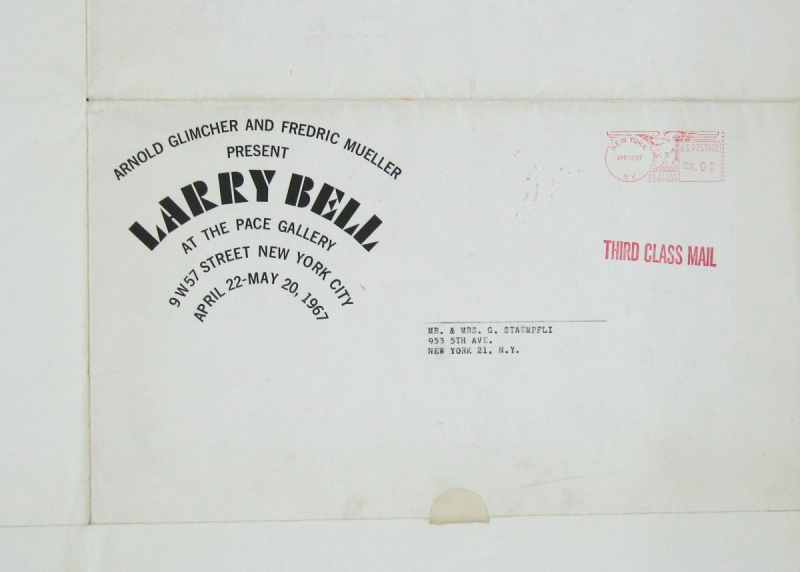 ARNOLD GLIMCHER AND FREDRIC MUELLER
PRESENT
LARRY BELL
AT THE PACE GALLERY
9 W 57 STREET NEW YORK CITY
APRIL 22-MAY 20, 1967
NEW YORK
N.Y.
U.S. POSTAGE
THIRD CLASS MAIL
MR. & MRS. G. STAEMPFLI
953 5TH AVE.
NEW YORK 21, N.Y.